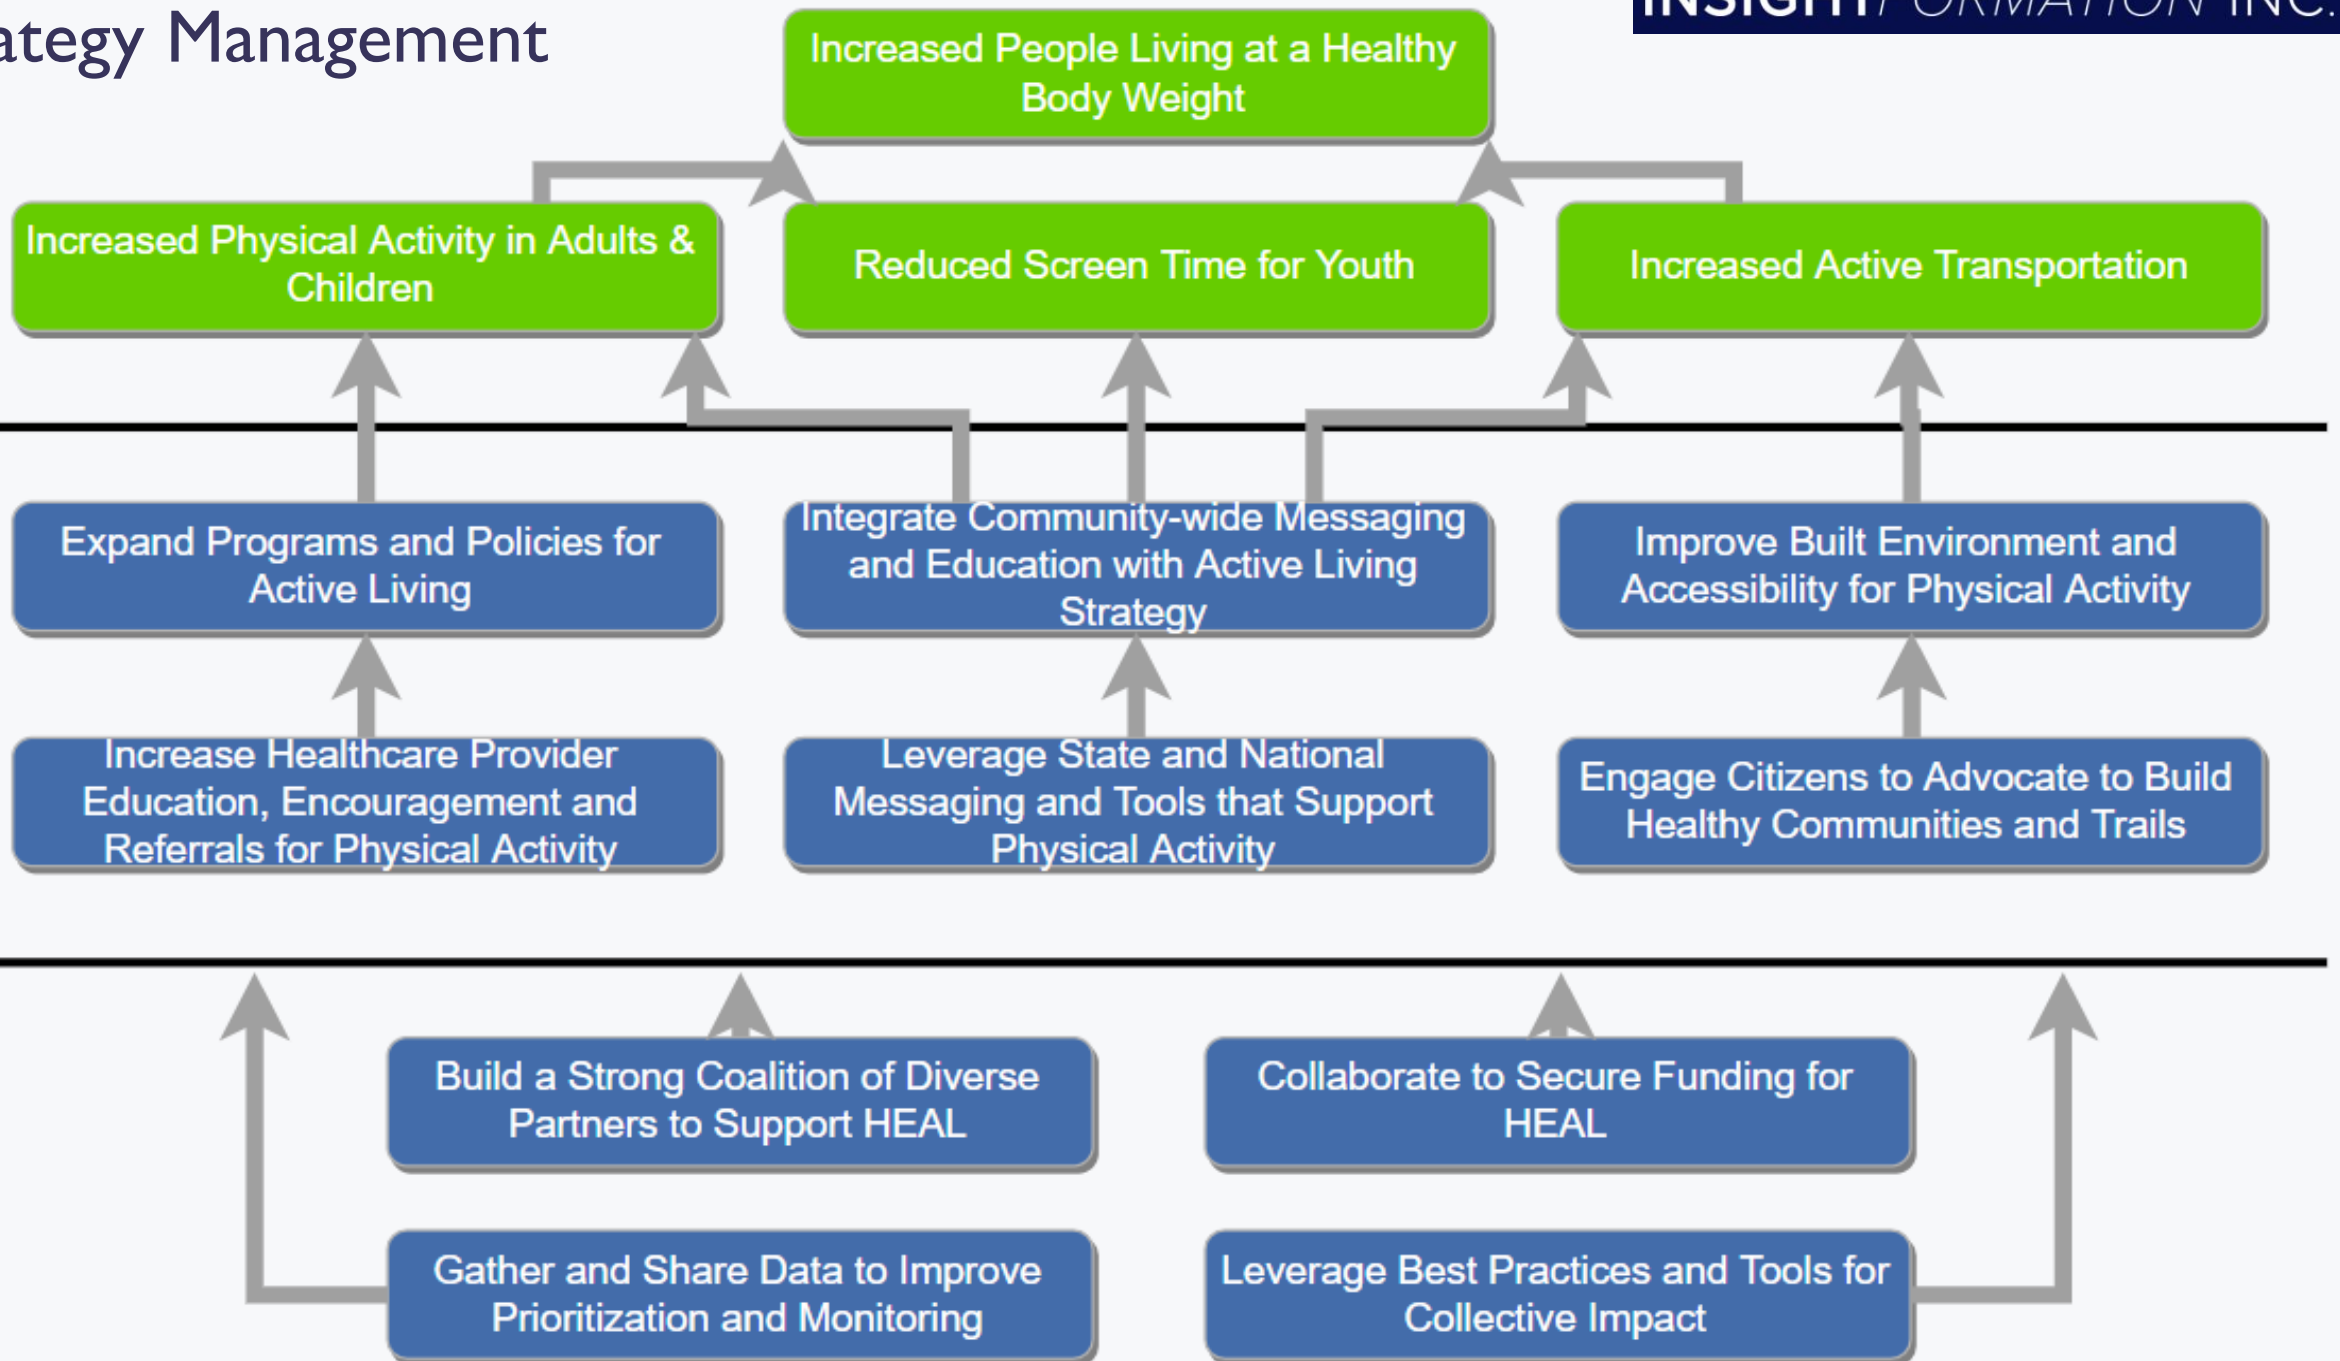 ategy Management
INSIGHTFORMATION INC.
Increased People Living at a Healthy
Body Weight
Increased Physical Activity in Adults &
Children
Reduced Screen Time for Youth
Increased Active Transportation
Expand Programs and Policies for
Active Living
Integrate Community-wide Messaging
and Education with Active Living
Strategy
Improve Built Environment and
Accessibility for Physical Activity
Increase Healthcare Provider
Education, Encouragement and
Referrals for Physical Activity
Leverage State and National
Messaging and Tools that Support
Physical Activity
Engage Citizens to Advocate to Build
Healthy Communities and Trails
Build a Strong Coalition of Diverse
Partners to Support HEAL
Collaborate to Secure Funding for
HEAL
Gather and Share Data to Improve
Prioritization and Monitoring
Leverage Best Practices and Tools for
Collective Impact